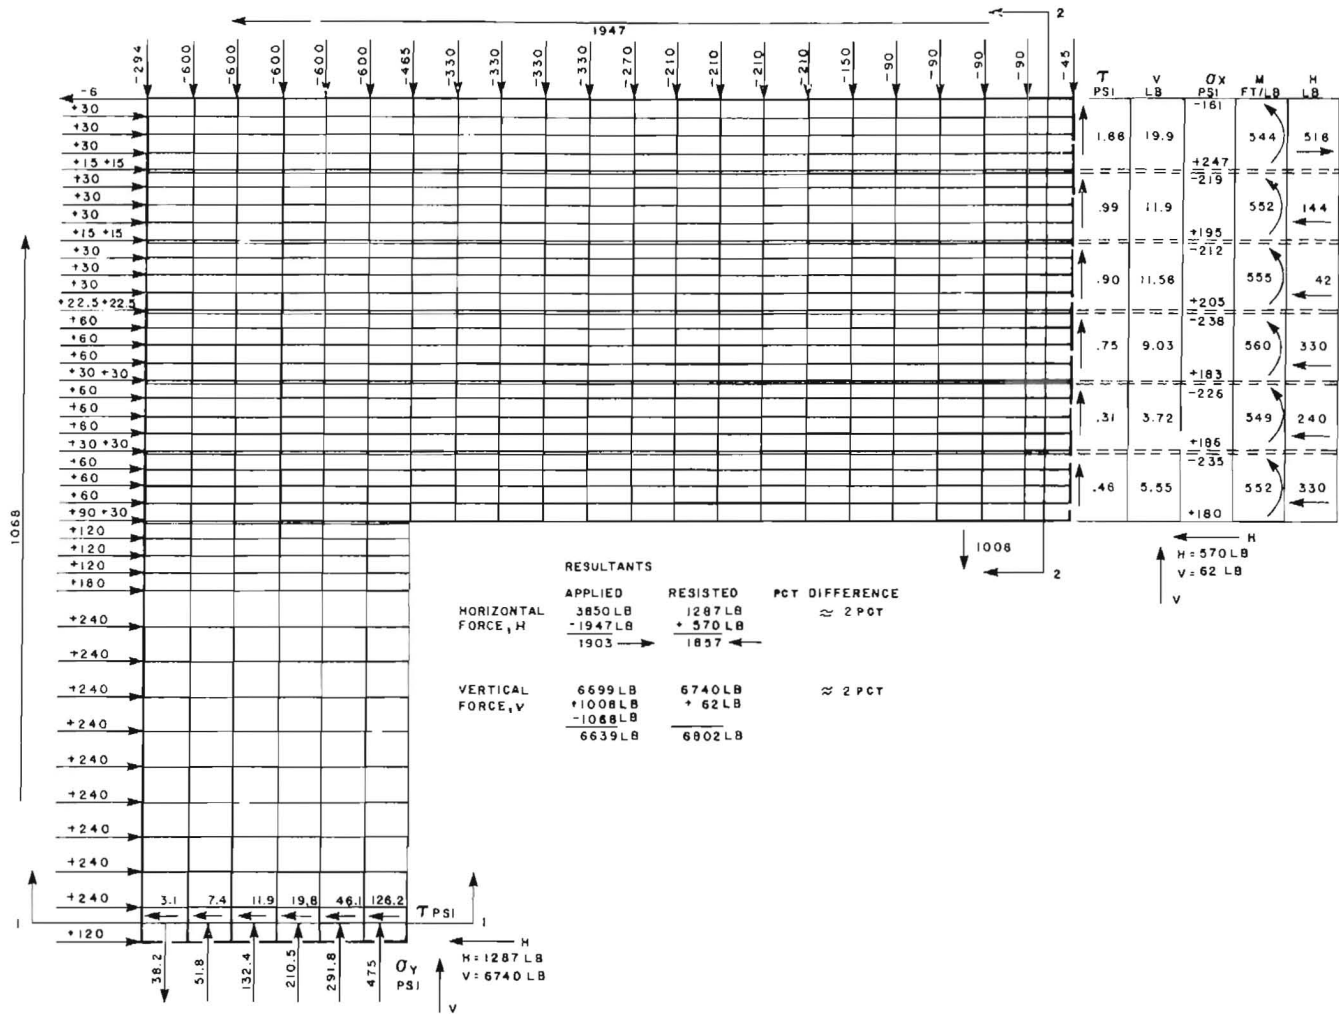 1947
2
-294 -600 -600 -600 -600 -600 -465 -330 -330 -330 -330 -270 -210 -210 -210 -210 -150 -90 -90 -90 -90 -45
τ V σx M H
PSI LB PSI FT/LB LB
-6
+30
+30
+30
+15 +15
+30
+30
+30
+15 +15
+30
+30
+30
+22.5 +22.5
+60
+60
+60
+30 +30
+60
+60
+60
+30 +30
+60
+60
+90 +30
+120
+120
+120
+180
+240
+240
+240
+240
+240
+240
+240
+240
+240
+120
1068
-161
1.66 19.9 544 516
+247
-219
.99 11.9 552 144
+195
-212
.90 11.56 555 42
+205
-238
.75 9.03 560 330
+183
-226
.31 3.72 549 240
+186
-235
.46 5.55 552 330
+180
H
H=570 LB
V=62 LB
V
1008
2
RESULTANTS
APPLIED RESISTED PCT DIFFERENCE
HORIZONTAL 3850 LB 1287 LB ≈ 2 PCT
FORCE, H -1947 LB + 570 LB
1903 1857
VERTICAL 6699 LB 6740 LB ≈ 2 PCT
FORCE, V +1008 LB + 62 LB
-1068 LB
6639 LB 6802 LB
3.1 7.4 11.9 19.8 46.1 126.2 τ PSI
1 1
38.2 51.8 132.4 210.5 291.8 475 σY
PSI
H
H=1287 LB
V=6740 LB
V